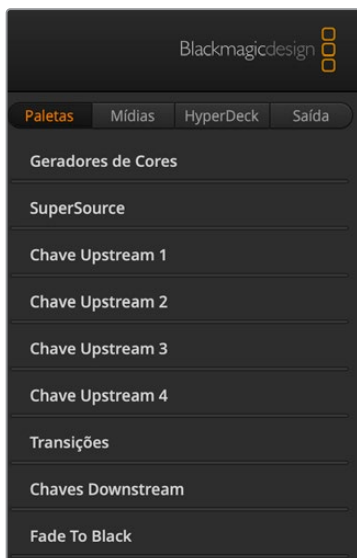 Blackmagicdesign
Paletas Mídias HyperDeck Saída
Geradores de Cores
SuperSource
Chave Upstream 1
Chave Upstream 2
Chave Upstream 3
Chave Upstream 4
Transições
Chaves Downstream
Fade To Black